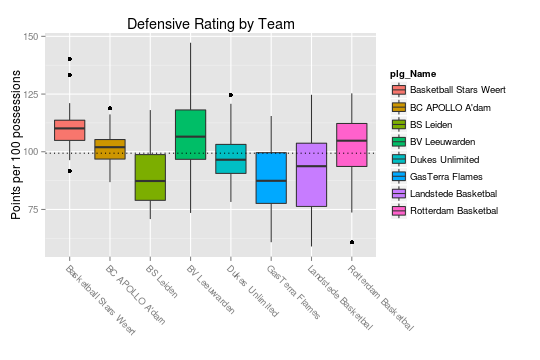 Defensive Rating by Team
Points per 100 possessions
150
125
100
75
Basketball Stars Weert
BC APOLLO A'dam
BS Leiden
BV Leeuwarden
Dukes Unlimited
GasTerra Flames
Landstede Basketbal
Rotterdam Basketbal
plg_Name
Basketball Stars Weert
BC APOLLO A'dam
BS Leiden
BV Leeuwarden
Dukes Unlimited
GasTerra Flames
Landstede Basketbal
Rotterdam Basketbal